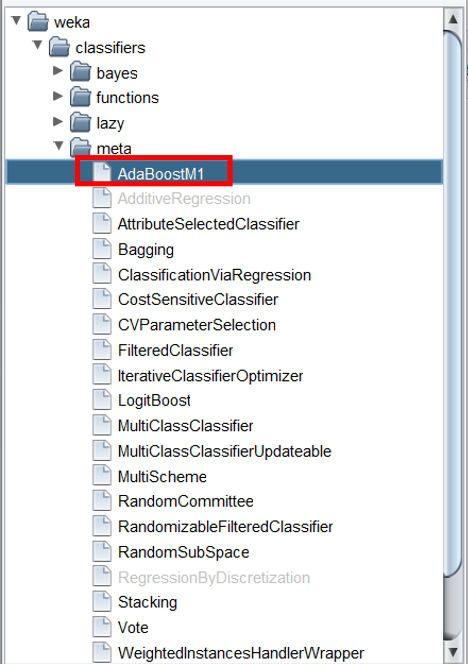 weka
classifiers
bayes
functions
lazy
meta
AdaBoostM1
AdditiveRegression
AttributeSelectedClassifier
Bagging
ClassificationViaRegression
CostSensitiveClassifier
CVParameterSelection
FilteredClassifier
IterativeClassifierOptimizer
LogitBoost
MultiClassClassifier
MultiClassClassifierUpdateable
MultiScheme
RandomCommittee
RandomizableFilteredClassifier
RandomSubSpace
RegressionByDiscretization
Stacking
Vote
WeightedInstancesHandlerWrapper